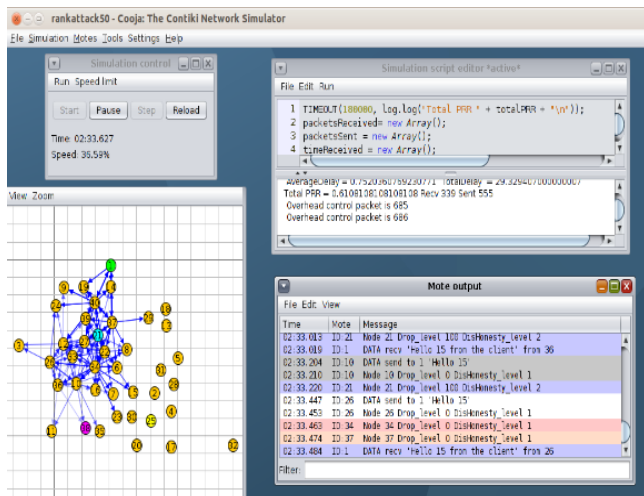 rankattack50 - Cooja: The Contiki Network Simulator
File Simulation Motes Tools Settings Help
Simulation control
Run Speed limit
Start Pause Step Reload
Time: 02:33.627
Speed: 36.59%
Simulation script editor *active*
File Edit Run
1 TIMEOUT(180000, log.log("Total PRR " + totalPRR + "\n"));
2 packetsReceived= new Array();
3 packetsSent = new Array();
4 timeReceived = new Array();
AverageDelay = 0.7520360769230771 TotalDelay = 29.329407000000007
Total PRR = 0.6108108108108108 Recv 339 Sent 555
Overhead control packet is 685
Overhead control packet is 686
View Zoom
Mote output
File Edit View
Time Mote Message
02:33.013 ID:21 Node 21 Drop_level 100 DisHonesty_level 2
02:33.019 ID:1 DATA recv 'Hello 15 from the client' from 36
02:33.204 ID:10 DATA send to 1 'Hello 15'
02:33.210 ID:10 Node 10 Drop_level 0 DisHonesty_level 1
02:33.220 ID:21 Node 21 Drop_level 100 DisHonesty_level 2
02:33.447 ID:26 DATA send to 1 'Hello 15'
02:33.453 ID:26 Node 26 Drop_level 0 DisHonesty_level 1
02:33.463 ID:34 Node 34 Drop_level 0 DisHonesty_level 1
02:33.474 ID:37 Node 37 Drop_level 0 DisHonesty_level 1
02:33.484 ID:1 DATA recv 'Hello 15 from the client' from 26
Filter: